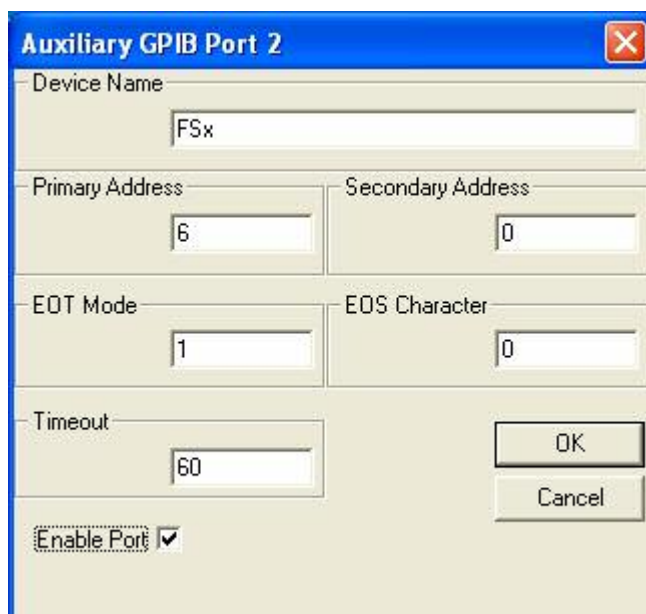 Auxiliary GPIB Port 2
Device Name
FSx
Primary Address
6
Secondary Address
0
EOT Mode
1
EOS Character
0
Timeout
60
OK
Cancel
Enable Port